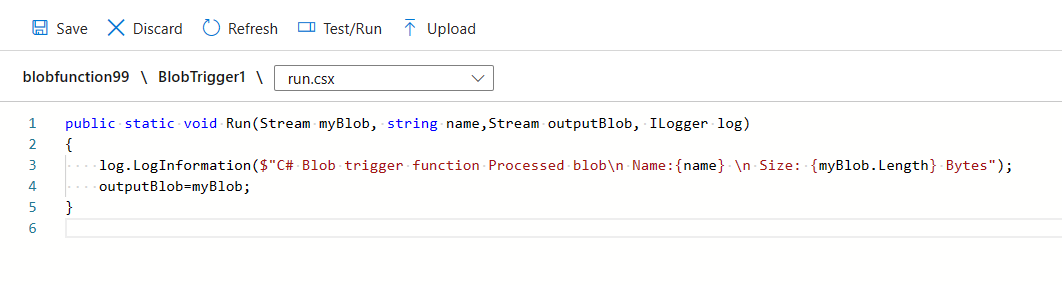 Save Discard Refresh Test/Run Upload
blobfunction99 \ BlobTrigger1 \ run.csx
1 public static void Run(Stream myBlob, string name,Stream outputBlob, ILogger log)
2 {
3 log.LogInformation($"C# Blob trigger function Processed blob\n Name:{name} \n Size: {myBlob.Length} Bytes");
4 outputBlob=myBlob;
5 }
6